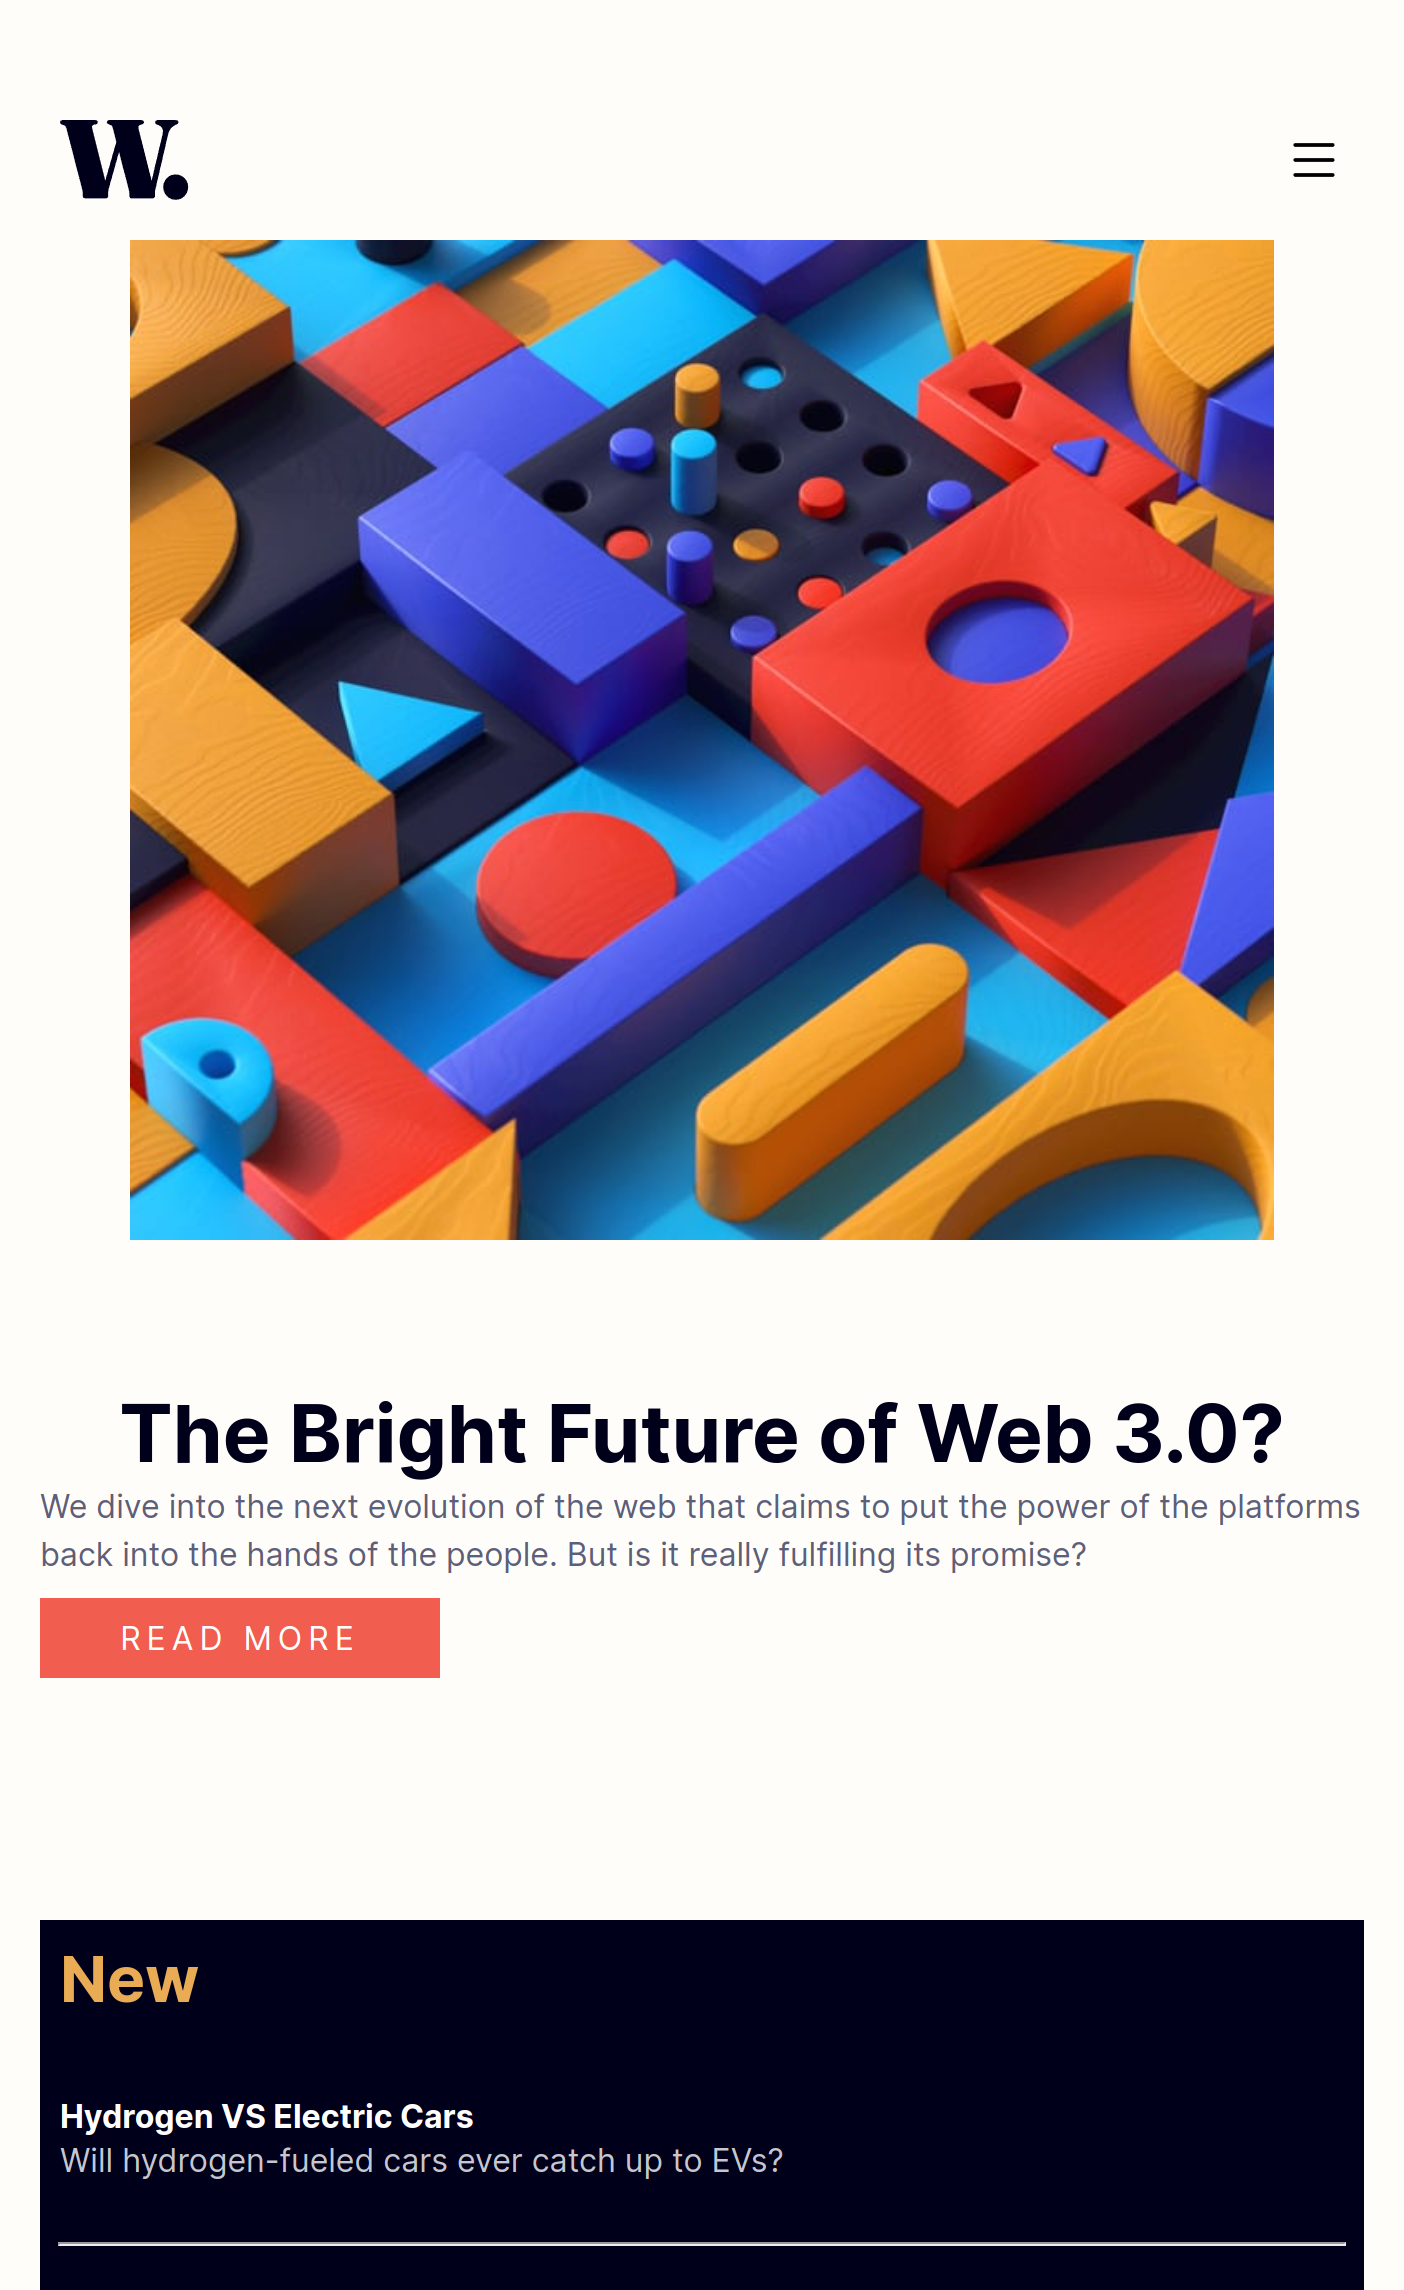 W.
The Bright Future of Web 3.0?
We dive into the next evolution of the web that claims to put the power of the platforms
back into the hands of the people. But is it really fulfilling its promise?
READ MORE
New
Hydrogen VS Electric Cars
Will hydrogen-fueled cars ever catch up to EVs?